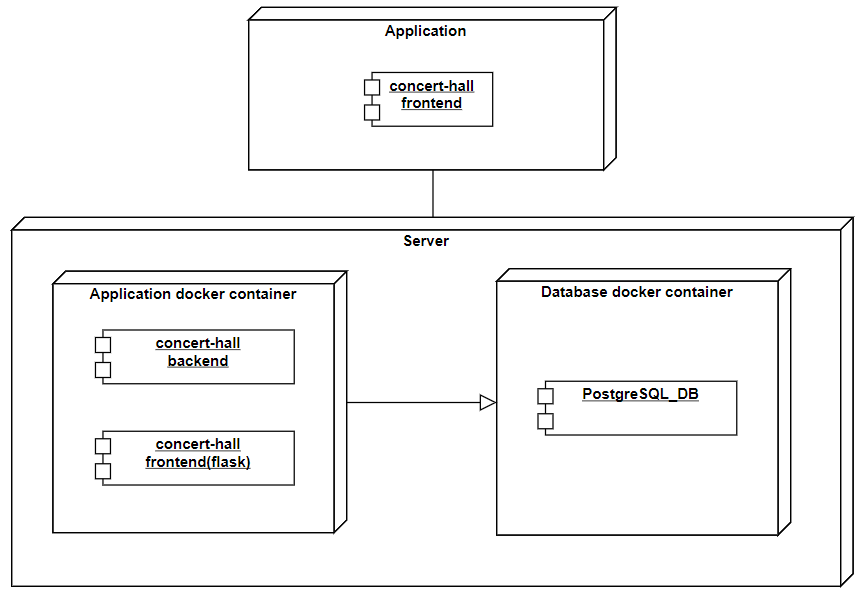 Application
concert-hall
frontend
Server
Application docker container
concert-hall
backend
concert-hall
frontend(flask)
Database docker container
PostgreSQL_DB